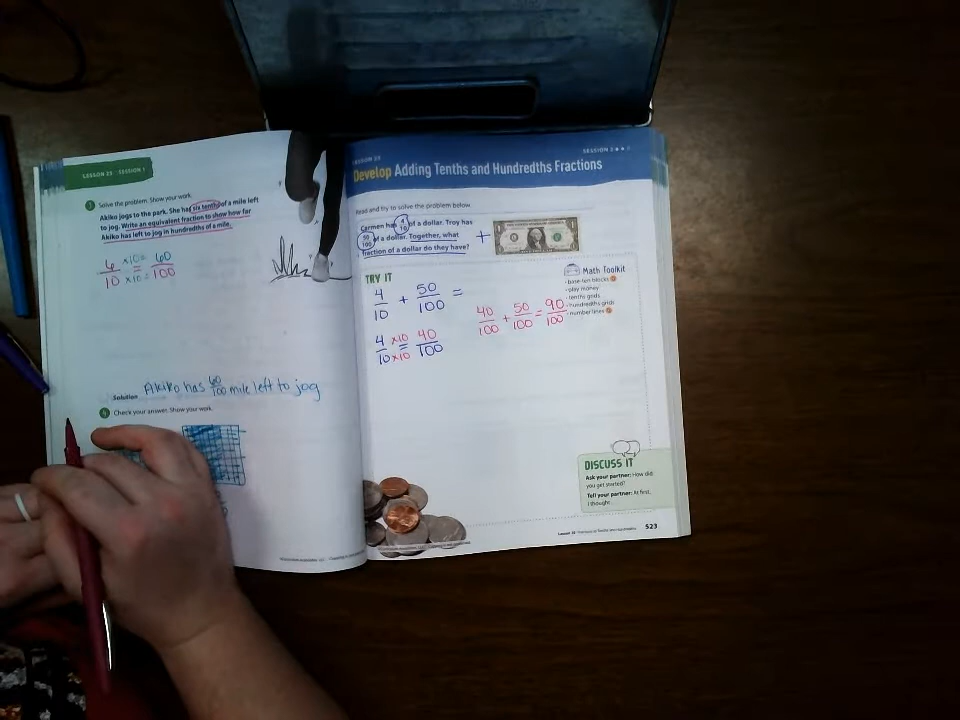 LESSON 23 SESSION 1
3 Solve the problem. Show your work.
Akiko jogs to the park. She has six tenths of a mile left
to jog. Write an equivalent fraction to show how far
Akiko has left to jog in hundredths of a mile.
6/10 ×10 = / ×10 = 60/100
Solution Akiko has 60/100 mile left to jog
4 Check your answer. Show your work.
LESSON 23
SESSION 2
Develop Adding Tenths and Hundredths Fractions
Read and try to solve the problem below.
Carmen has 4/10 of a dollar. Troy has
50/100 of a dollar. Together, what
fraction of a dollar do they have?
+
TRY IT
4/10 + 50/100 =
4/10 ×10/×10 = 40/100
40/100 + 50/100 = 90/100
Math Toolkit
• base-ten blocks
• play money
• tenths grids
• hundredths grids
• number lines
DISCUSS IT
Ask your partner: How did
you get started?
Tell your partner: At first,
I thought
523